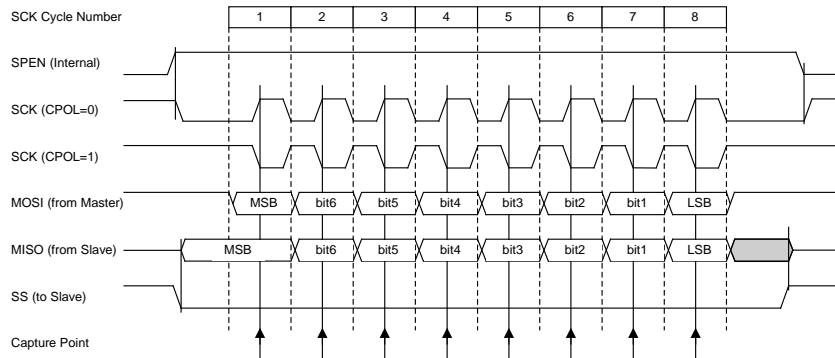 SCK Cycle Number 1 2 3 4 5 6 7 8
SPEN (Internal)
SCK (CPOL=0)
SCK (CPOL=1)
MOSI (from Master) MSB bit6 bit5 bit4 bit3 bit2 bit1 LSB
MISO (from Slave) MSB bit6 bit5 bit4 bit3 bit2 bit1 LSB
SS (to Slave)
Capture Point